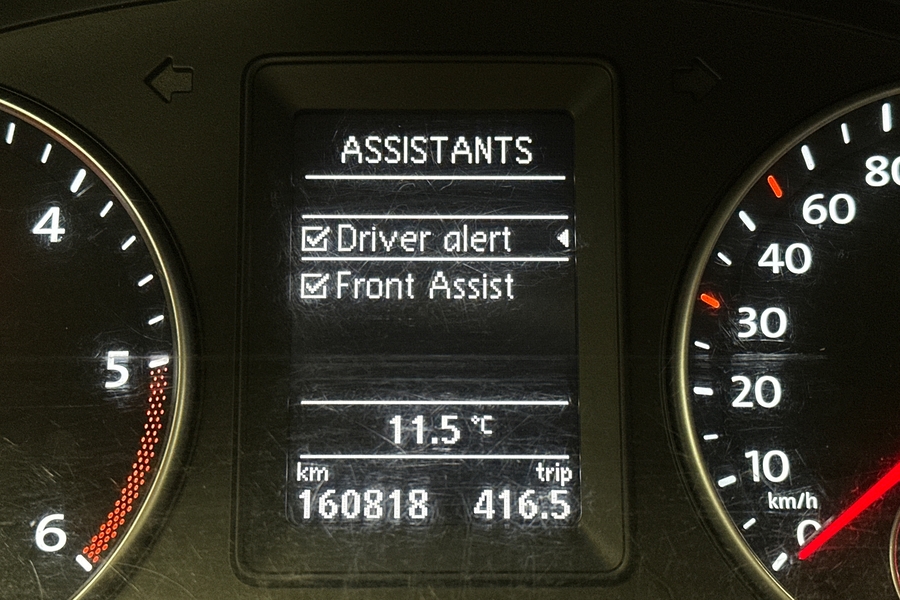 ASSISTANTS
Driver alert
Front Assist
11.5 °C
km trip
160818 416.5
4
5
6
80
60
40
30
20
10
km/h
0